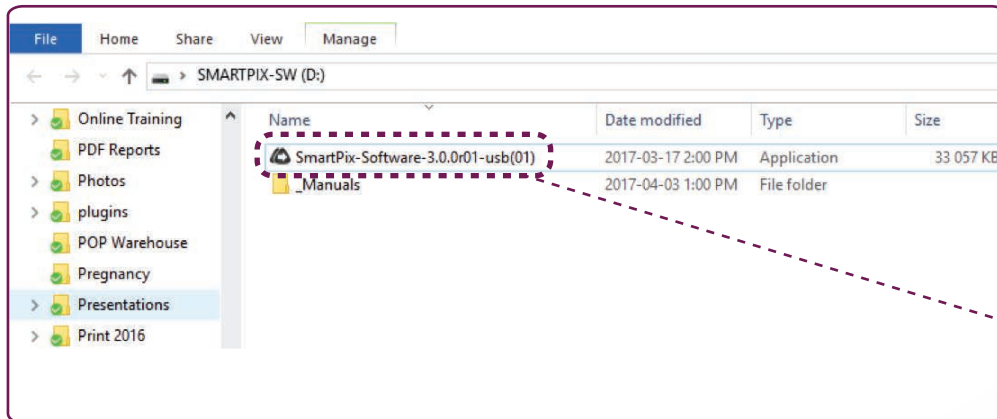 File Home Share View Manage
SMARTPIX-SW (D:)
Name Date modified Type Size
SmartPix-Software-3.0.0r01-usb(01) 2017-03-17 2:00 PM Application 33 057 KB
_Manuals 2017-04-03 1:00 PM File folder
Online Training
PDF Reports
Photos
plugins
POP Warehouse
Pregnancy
Presentations
Print 2016